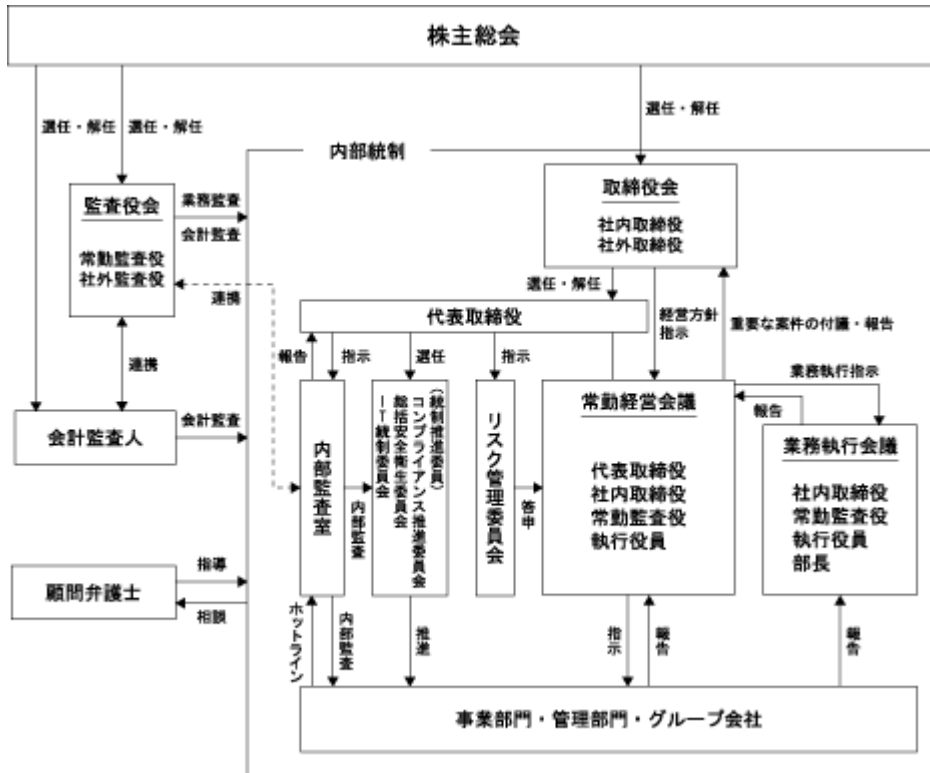 株主総会
選任・解任
選任・解任
選任・解任
内部統制
監査役会
常勤監査役
社外監査役
業務監査
会計監査
取締役会
社内取締役
社外取締役
連携
選任・解任
代表取締役
経営方針
指示
重要な案件の付議・報告
連携
報告
指示
選任
指示
業務執行指示
報告
会計監査人
会計監査
内部監査室
内部監査
(統制推進委員)
コンプライアンス推進委員会
総括安全衛生委員会
IT統制委員会
リスク管理委員会
答申
常勤経営会議
代表取締役
社内取締役
常勤監査役
執行役員
業務執行会議
社内取締役
常勤監査役
執行役員
部長
顧問弁護士
指導
相談
ホットライン
内部監査
推進
指示
報告
報告
事業部門・管理部門・グループ会社